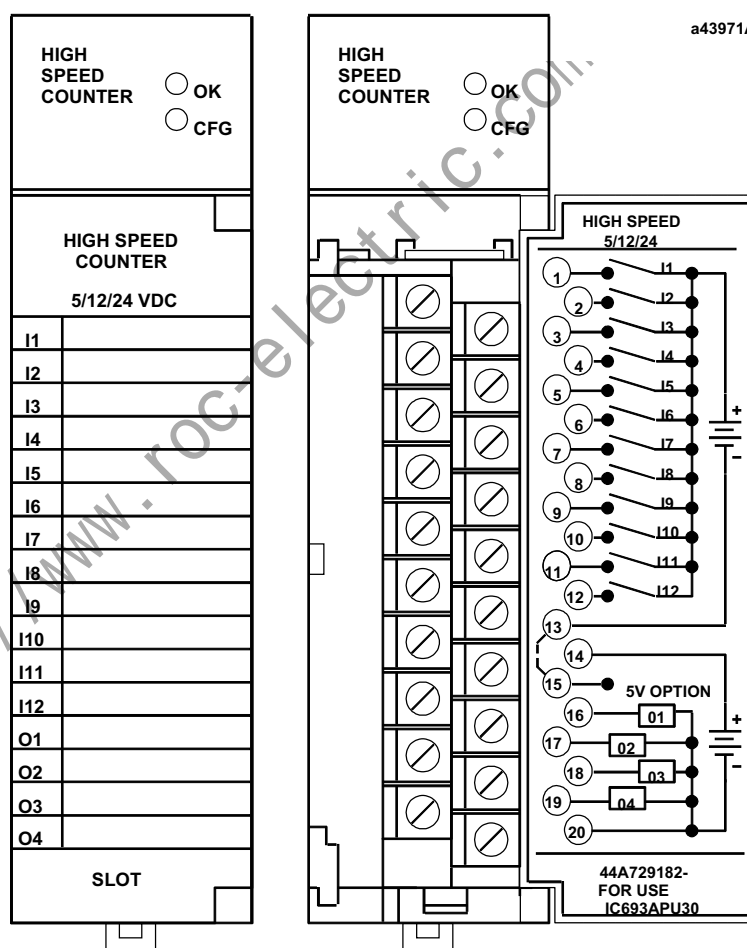 a43971A
HIGH
SPEED
COUNTER
OK
CFG
HIGH SPEED
COUNTER
5/12/24 VDC
I1
I2
I3
I4
I5
I6
I7
I8
I9
I10
I11
I12
O1
O2
O3
O4
SLOT
HIGH
SPEED
COUNTER
OK
CFG
HIGH SPEED
5/12/24
1 I1
2 I2
3 I3
4 I4
5 I5
6 I6
7 I7
8 I8
9 I9
10 I10
11 I11
12 I12
+
−
13
14
15
5V OPTION
16 01
17 02
18 03
19 04
20
+
−
44A729182-
FOR USE
IC693APU30
//www.roc-electric.com